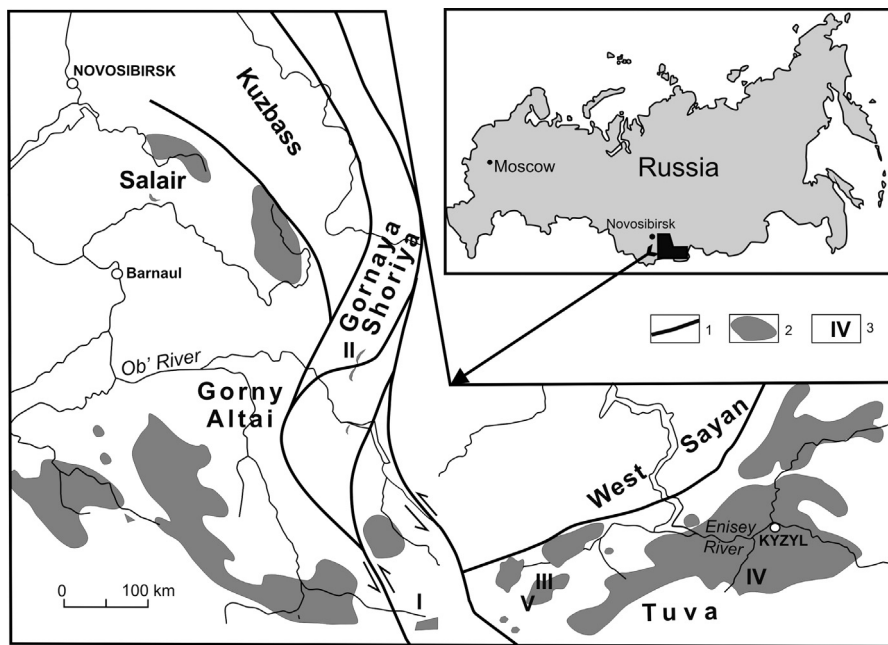 NOVOSIBIRSK
Kuzbass
Salair
Barnaul
Gornaya
Shoriya
II
Ob' River
Gorny
Altai
0 100 km
I
Moscow
Russia
Novosibirsk
1
2
IV 3
West Sayan
Enisey
River
KYZYL
III
V
IV
Tuva